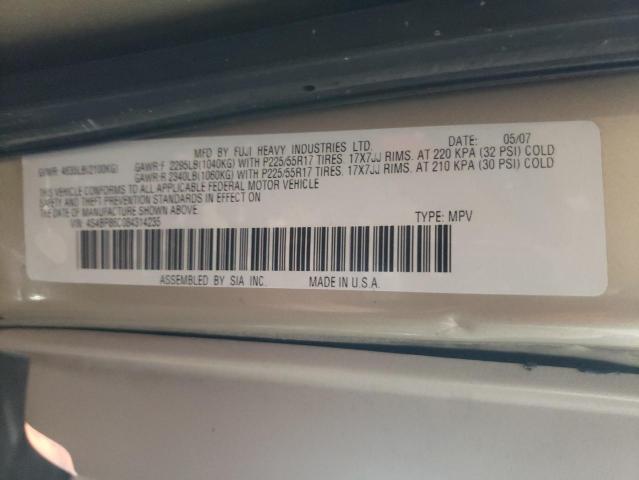 MFD BY FUJI HEAVY INDUSTRIES LTD. DATE: 05/07
GVWR: 4635LB(2100KG) GAWR:F 2295LB(1040KG) WITH P225/55R17 TIRES. 17X7JJ RIMS. AT 220 KPA (32 PSI) COLD
GAWR:R 2340LB(1060KG) WITH P225/55R17 TIRES. 17X7JJ RIMS. AT 210 KPA (30 PSI) COLD
THIS VEHICLE CONFORMS TO ALL APPLICABLE FEDERAL MOTOR VEHICLE
SAFETY AND THEFT PREVENTION STANDARDS IN EFFECT ON
THE DATE OF MANUFACTURE SHOWN ABOVE.
VIN: 4S4BP86C084314235 TYPE: MPV
ASSEMBLED BY SIA INC. MADE IN U.S.A.